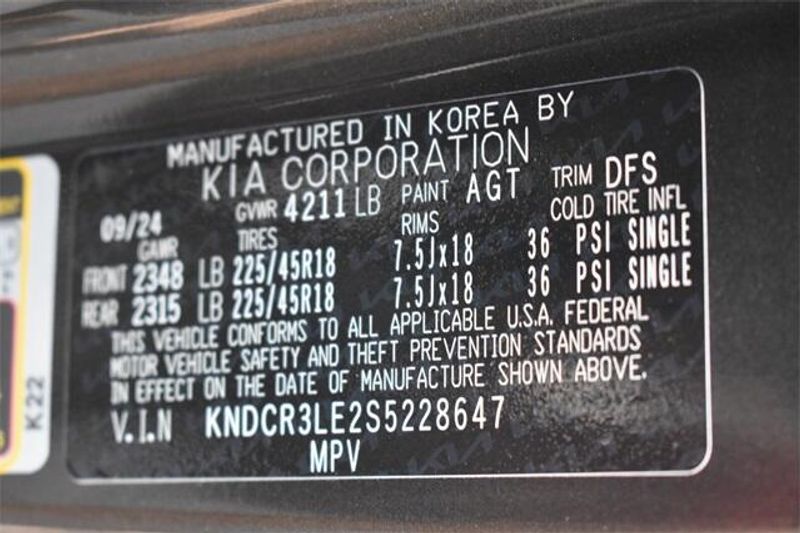 MANUFACTURED IN KOREA BY
KIA CORPORATION
09/24 GVWR 4211 LB PAINT AGT TRIM DFS
GAWR TIRES RIMS COLD TIRE INFL
FRONT 2348 LB 225/45R18 7.5Jx18 36 PSI SINGLE
REAR 2315 LB 225/45R18 7.5Jx18 36 PSI SINGLE
THIS VEHICLE CONFORMS TO ALL APPLICABLE U.S.A. FEDERAL
MOTOR VEHICLE SAFETY AND THEFT PREVENTION STANDARDS
IN EFFECT ON THE DATE OF MANUFACTURE SHOWN ABOVE.
V.I.N KNDCR3LE2S5228647
MPV
K22